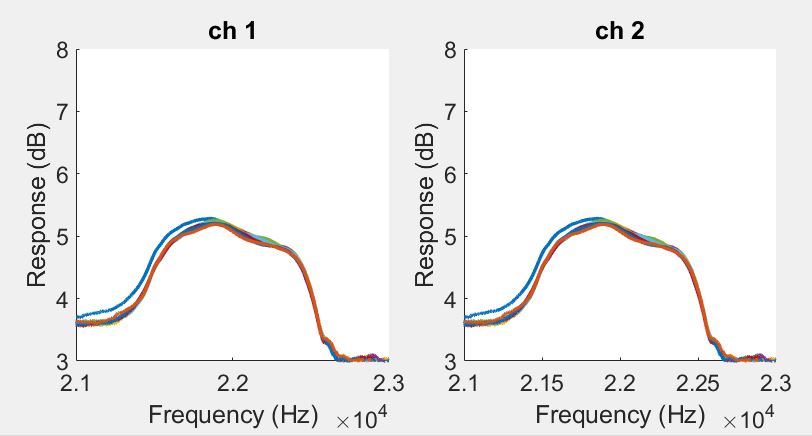 ch 1
8
7
6
5
4
3
Response (dB)
2.1 2.2 2.3
Frequency (Hz) ×10⁴
ch 2
8
7
6
5
4
3
Response (dB)
2.1 2.15 2.2 2.25 2.3
Frequency (Hz) ×10⁴